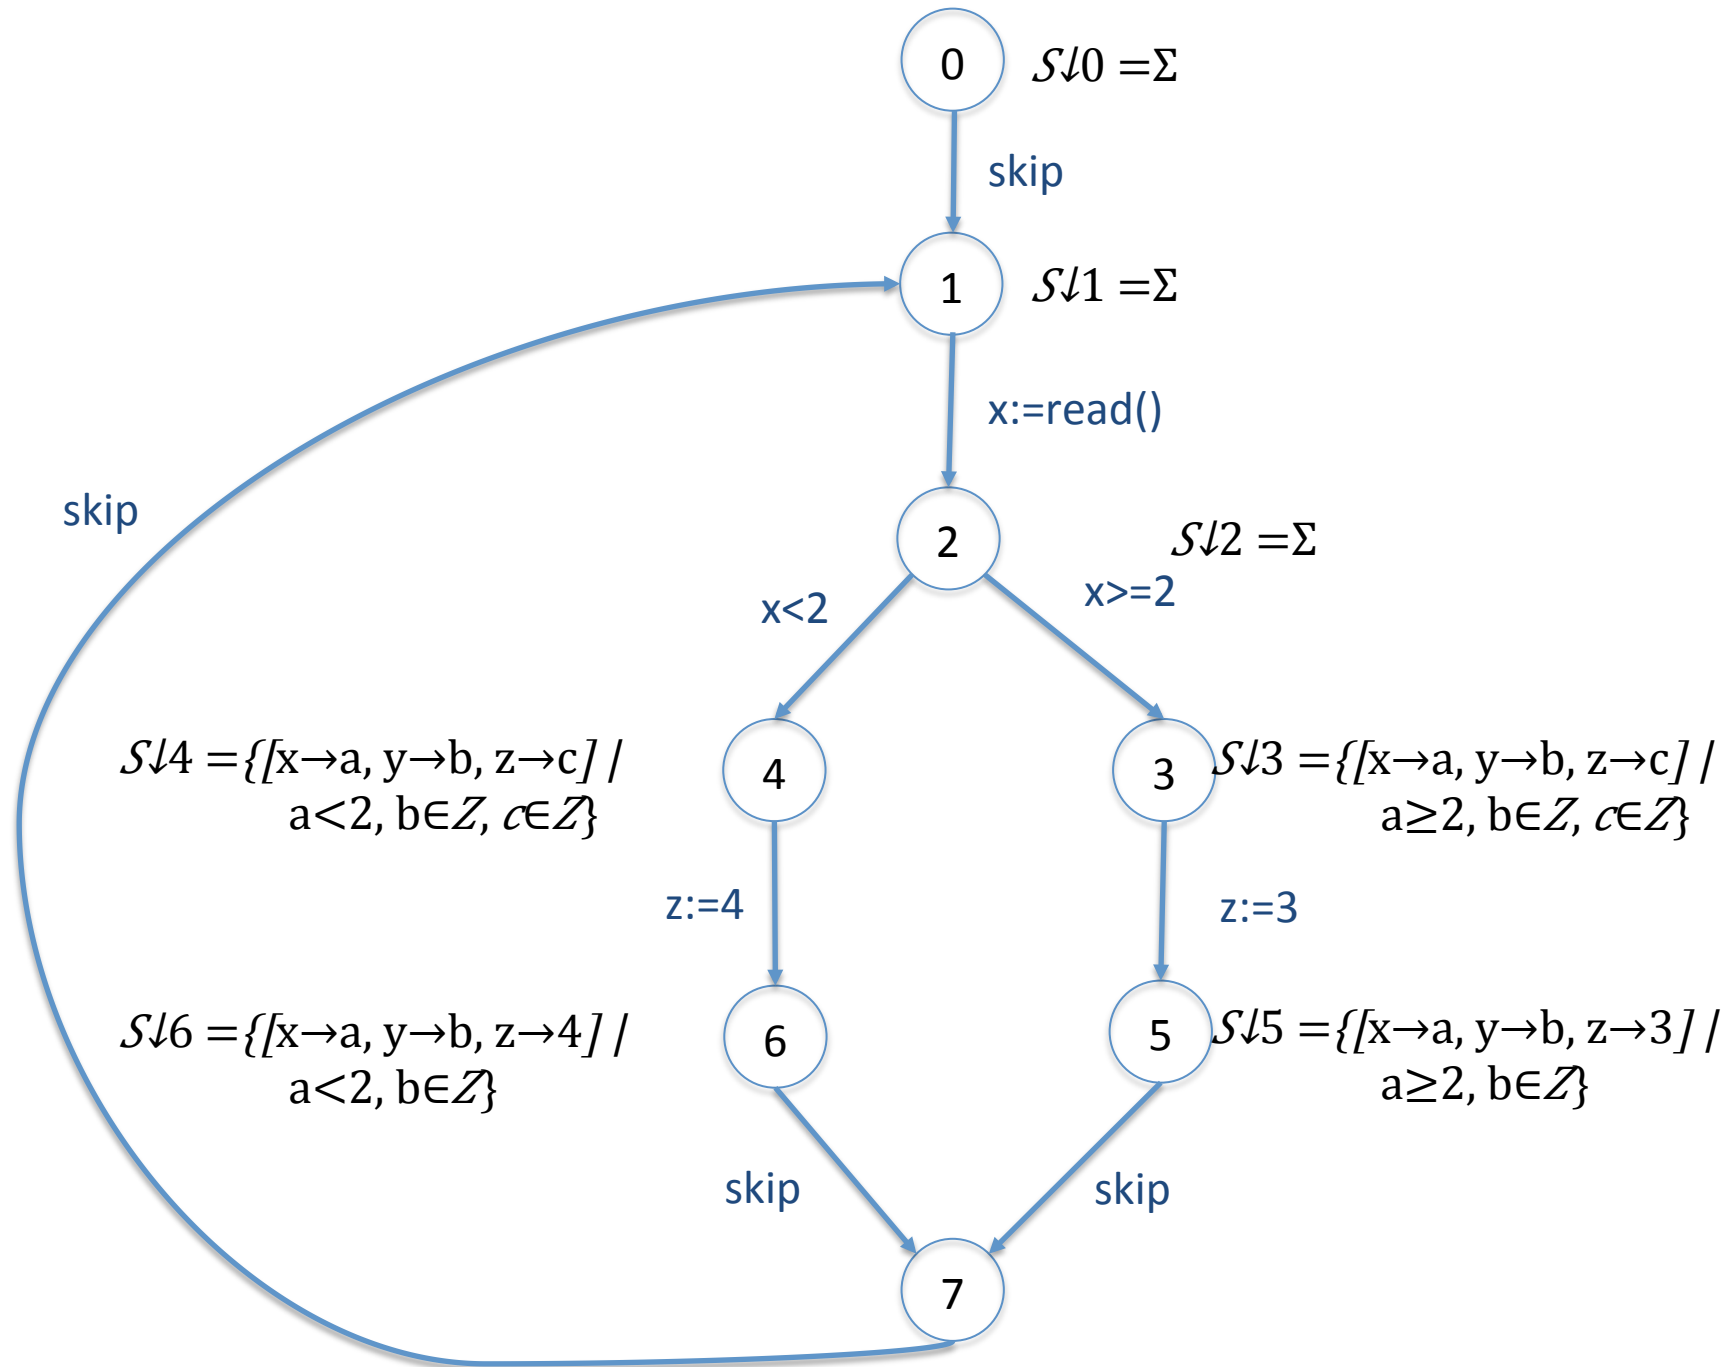 0
S↓0 =Σ
skip
1
S↓1 =Σ
x:=read()
skip
2
S↓2 =Σ
x<2
x>=2
S↓4 ={[x→a, y→b, z→c] |
a<2, b∈Z, c∈Z}
4
3
S↓3 ={[x→a, y→b, z→c] |
a≥2, b∈Z, c∈Z}
z:=4
z:=3
S↓6 ={[x→a, y→b, z→4] |
a<2, b∈Z}
6
5
S↓5 ={[x→a, y→b, z→3] |
a≥2, b∈Z}
skip
skip
7